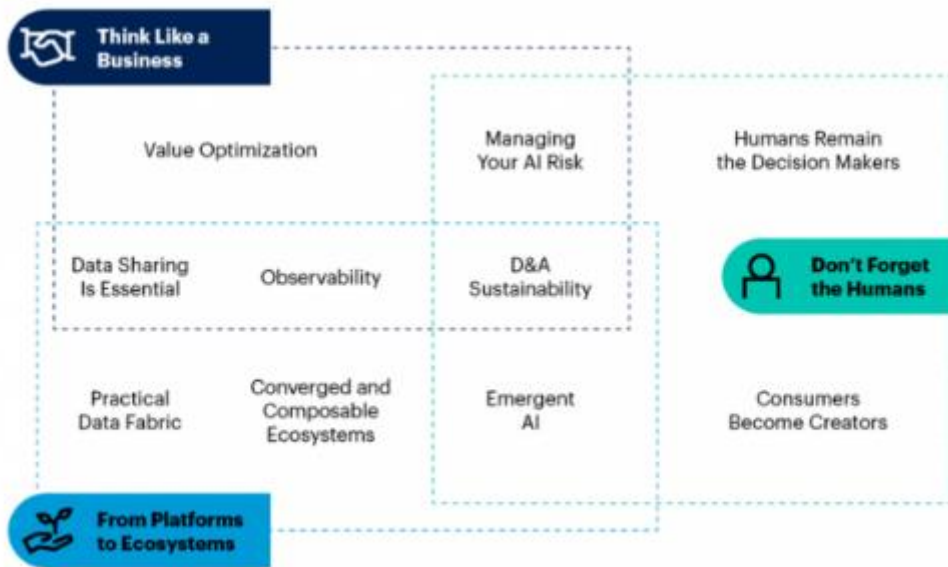 Think Like a
Business
Value Optimization
Managing
Your AI Risk
Humans Remain
the Decision Makers
Data Sharing
Is Essential
Observability
D&A
Sustainability
Don't Forget
the Humans
Practical
Data Fabric
Converged and
Composable
Ecosystems
Emergent
AI
Consumers
Become Creators
From Platforms
to Ecosystems